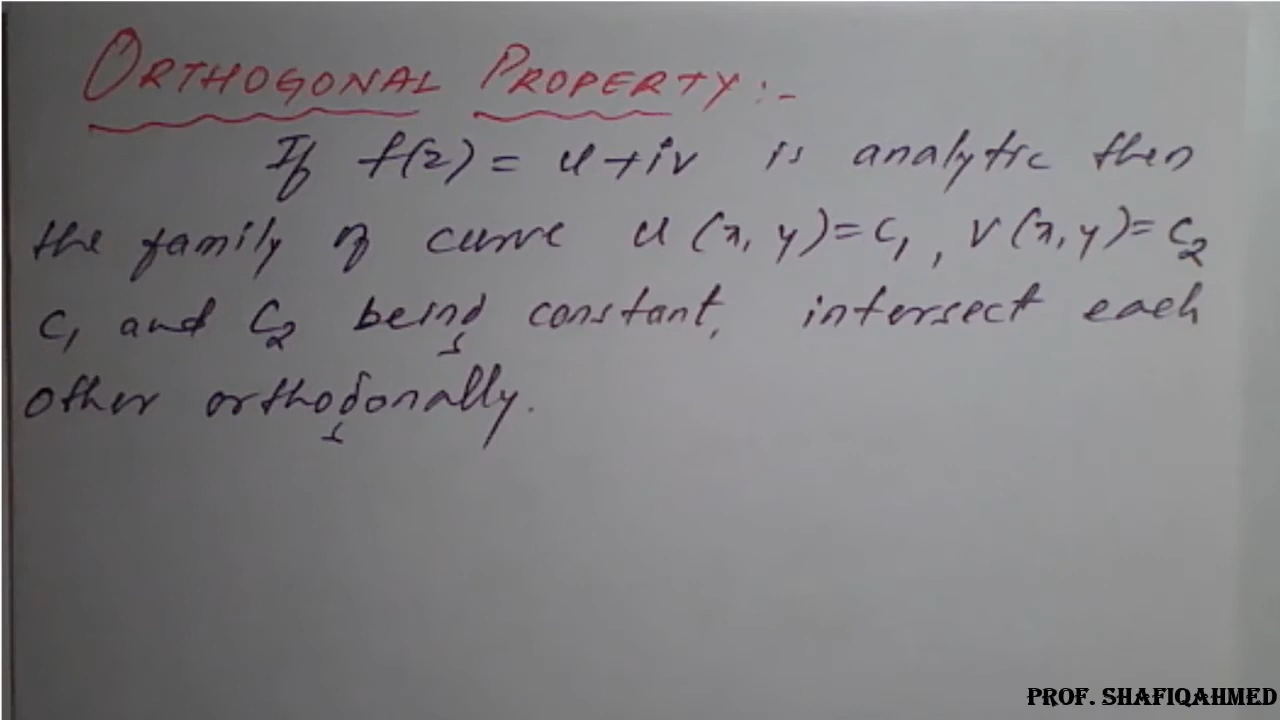 ORTHOGONAL PROPERTY:-
If f(z) = u+iv is analytic then
the family of curve u(x,y)=c₁, v(x,y)=c₂
c₁ and c₂ being constant, intersect each
other orthogonally.
PROF. SHAFIQAHMED